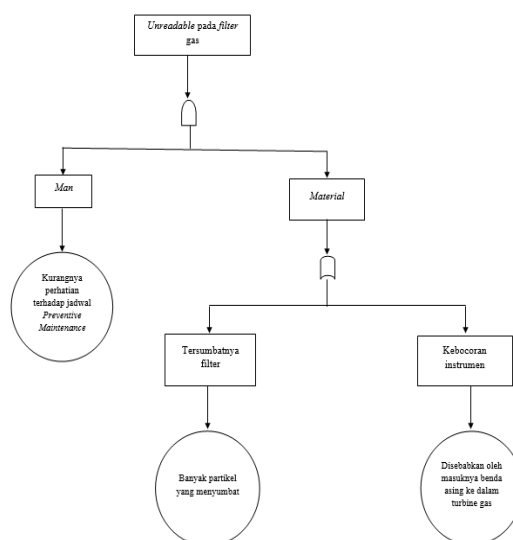 Unreadable pada filter
gas
Man
Material
Kurangnya
perhatian
terhadap jadwal
Preventive
Maintenance
Tersumbatnya
filter
Kebocoran
instrumen
Banyak partikel
yang menyumbat
Disebabkan oleh
masuknya benda
asing ke dalam
turbine gas